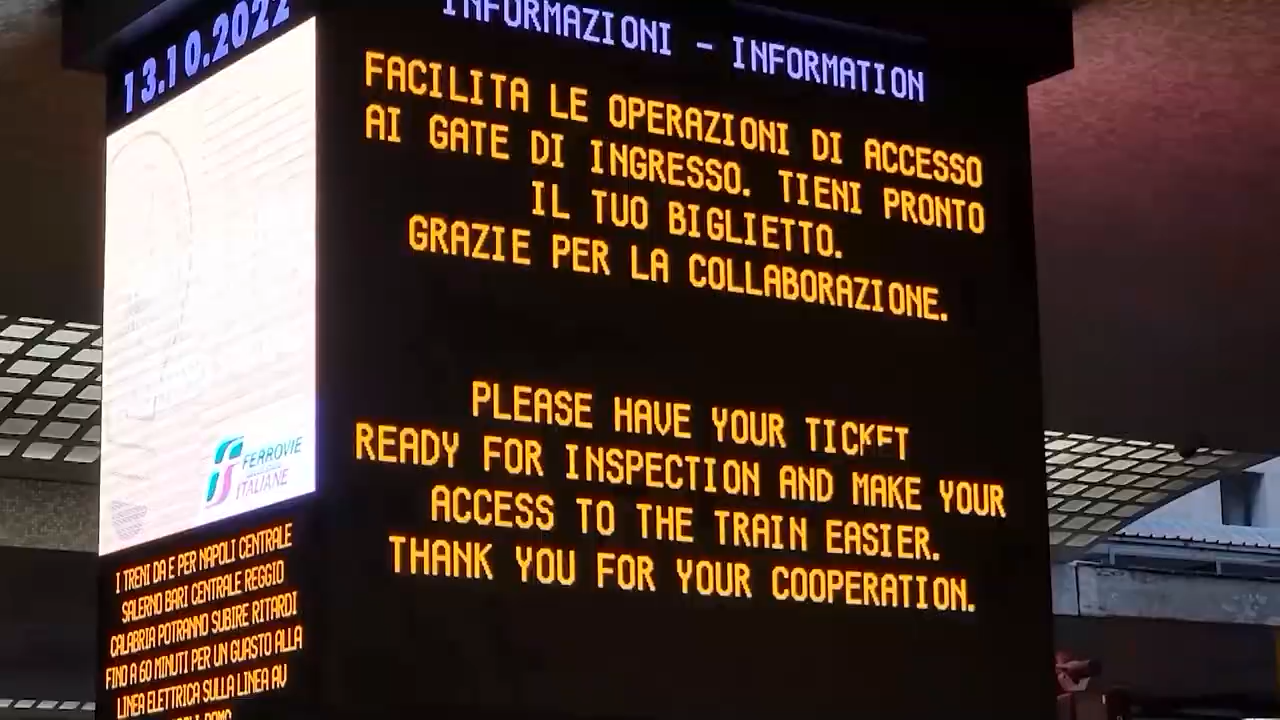 13.10.2022
FERROVIE
ITALIANE
I TRENI DA E PER NAPOLI CENTRALE
SALERNO BARI CENTRALE REGGIO
CALABRIA POTRANNO SUBIRE RITARDI
FINO A 60 MINUTI PER UN GUASTO ALLA
LINEA ELETTRICA SULLA LINEA AV
INFORMAZIONI - INFORMATION
FACILITA LE OPERAZIONI DI ACCESSO
AI GATE DI INGRESSO. TIENI PRONTO
IL TUO BIGLIETTO.
GRAZIE PER LA COLLABORAZIONE.
PLEASE HAVE YOUR TICKET
READY FOR INSPECTION AND MAKE YOUR
ACCESS TO THE TRAIN EASIER.
THANK YOU FOR YOUR COOPERATION.